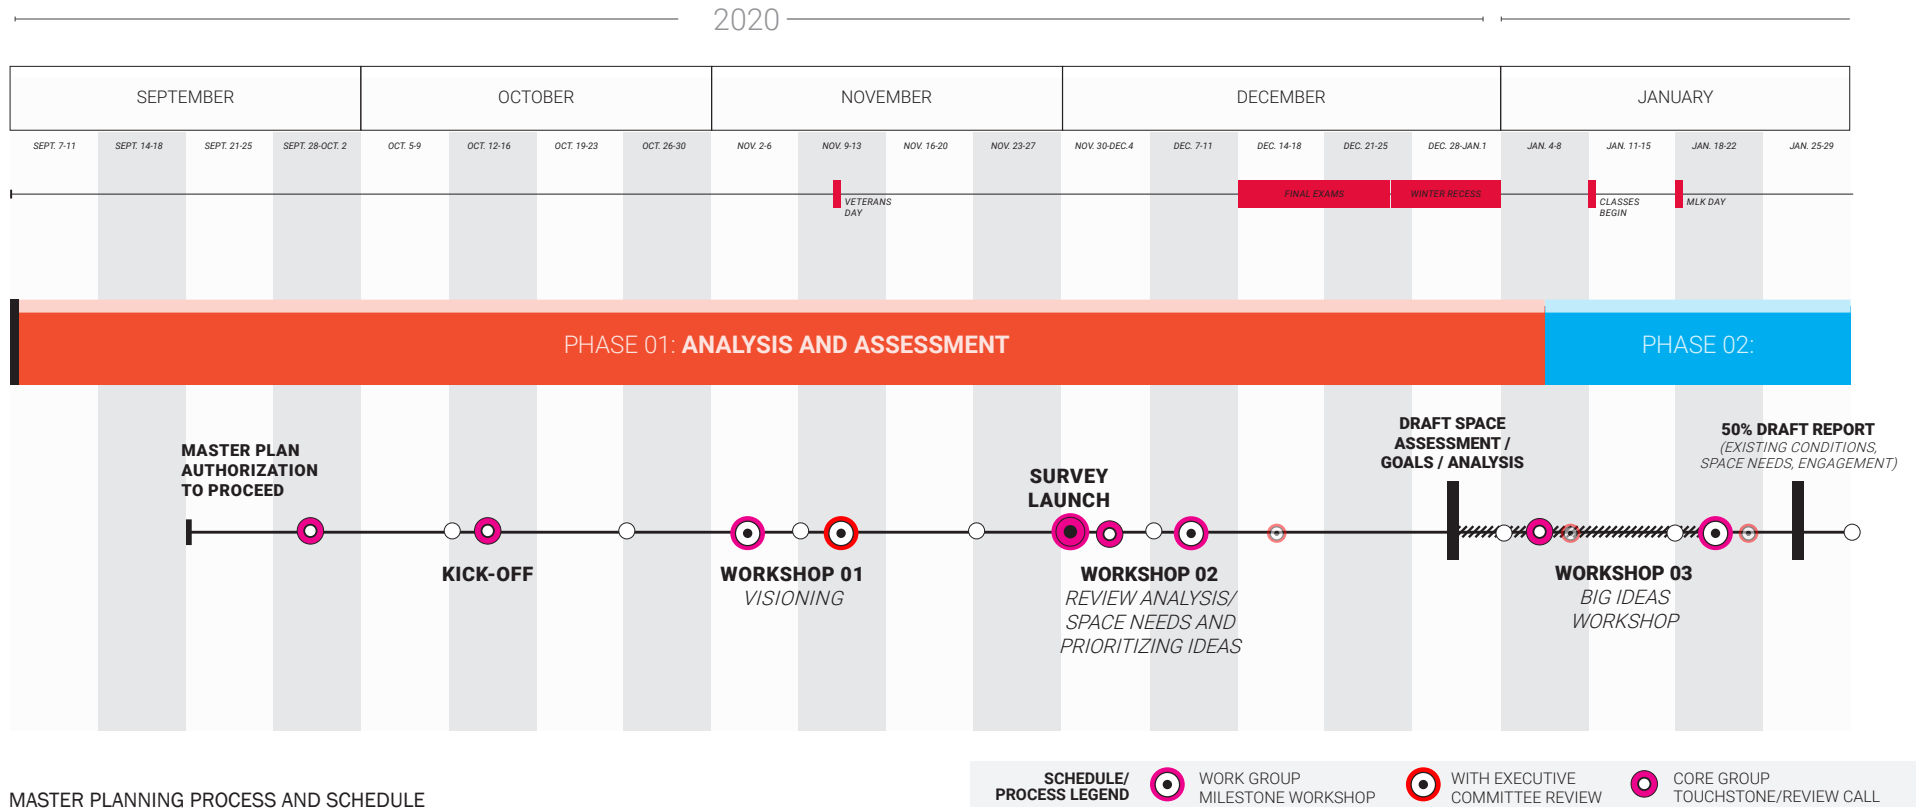 2020
SEPTEMBER
OCTOBER
NOVEMBER
DECEMBER
JANUARY
SEPT. 7-11
SEPT. 14-18
SEPT. 21-25
SEPT. 28-OCT. 2
OCT. 5-9
OCT. 12-16
OCT. 19-23
OCT. 26-30
NOV. 2-6
NOV. 9-13
NOV. 16-20
NOV. 23-27
NOV. 30-DEC.4
DEC. 7-11
DEC. 14-18
DEC. 21-25
DEC. 28-JAN.1
JAN. 4-8
JAN. 11-15
JAN. 18-22
JAN. 25-29
VETERANS
DAY
FINAL EXAMS
WINTER RECESS
CLASSES
BEGIN
MLK DAY
PHASE 01: ANALYSIS AND ASSESSMENT
PHASE 02:
MASTER PLAN
AUTHORIZATION
TO PROCEED
KICK-OFF
WORKSHOP 01
VISIONING
SURVEY
LAUNCH
WORKSHOP 02
REVIEW ANALYSIS/
SPACE NEEDS AND
PRIORITIZING IDEAS
DRAFT SPACE
ASSESSMENT /
GOALS / ANALYSIS
WORKSHOP 03
BIG IDEAS
WORKSHOP
50% DRAFT REPORT
(EXISTING CONDITIONS,
SPACE NEEDS, ENGAGEMENT)
MASTER PLANNING PROCESS AND SCHEDULE
SCHEDULE/
PROCESS LEGEND
WORK GROUP
MILESTONE WORKSHOP
WITH EXECUTIVE
COMMITTEE REVIEW
CORE GROUP
TOUCHSTONE/REVIEW CALL